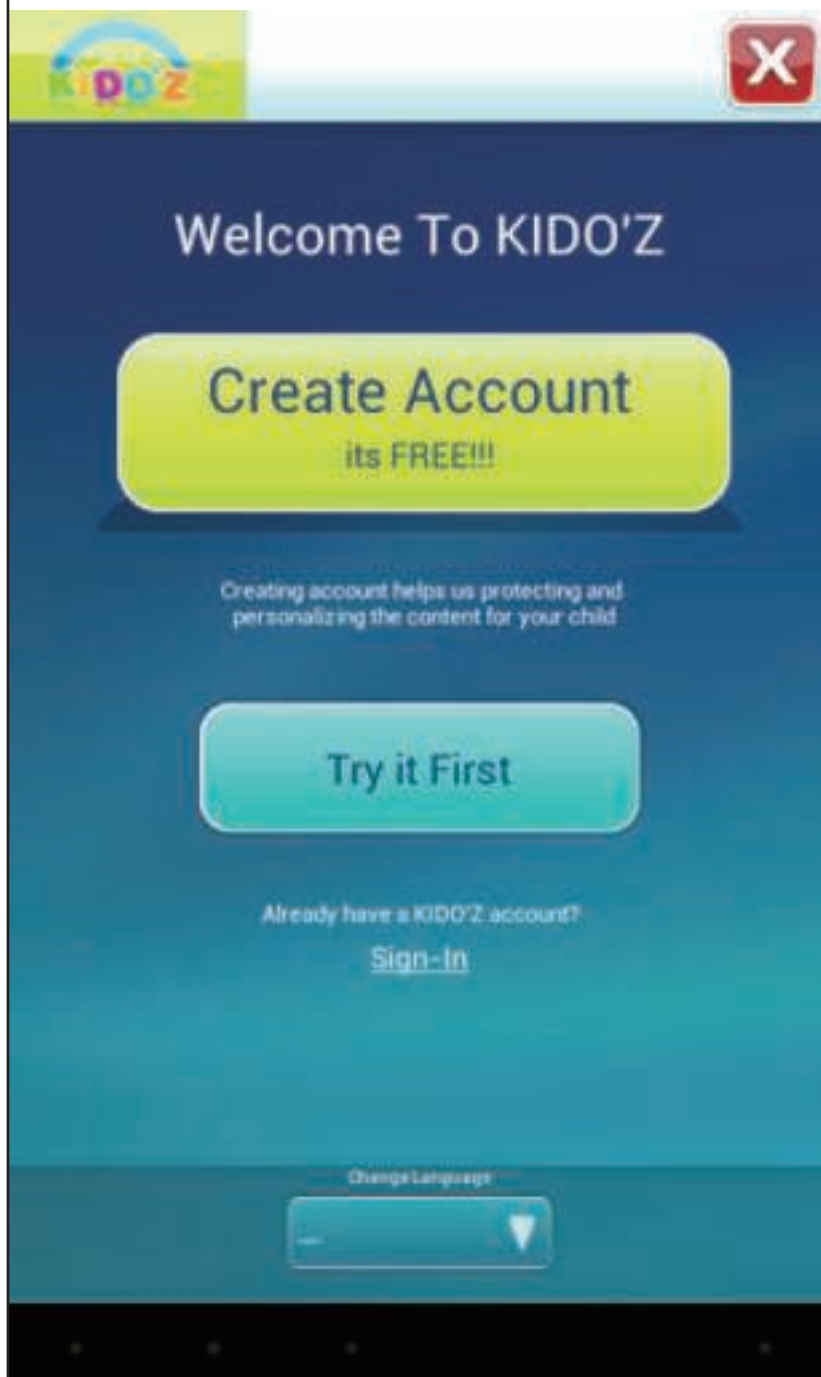 KIDO'Z
Welcome To KIDO'Z
Create Account
its FREE!!!
Creating account helps us protecting and
personalizing the content for your child
Try it First
Already have a KIDO'Z account?
Sign-In
Change Language